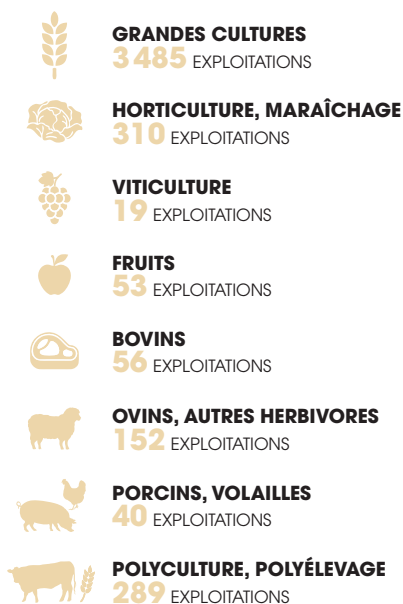 GRANDES CULTURES
3 485 EXPLOITATIONS
HORTICULTURE, MARAÎCHAGE
310 EXPLOITATIONS
VITICULTURE
19 EXPLOITATIONS
FRUITS
53 EXPLOITATIONS
BOVINS
56 EXPLOITATIONS
OVINS, AUTRES HERBIVORES
152 EXPLOITATIONS
PORCINS, VOLAILLES
40 EXPLOITATIONS
POLYCULTURE, POLYÉLEVAGE
289 EXPLOITATIONS